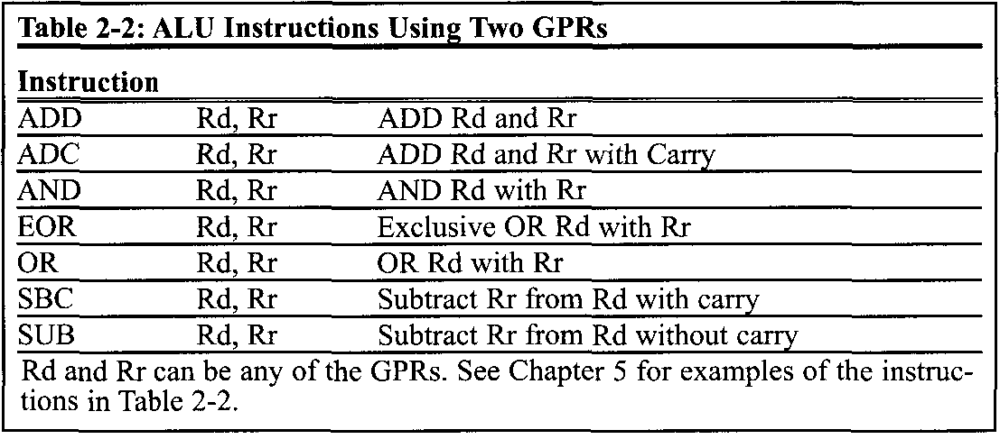 Table 2-2: ALU Instructions Using Two GPRs
Instruction
ADD Rd, Rr ADD Rd and Rr
ADC Rd, Rr ADD Rd and Rr with Carry
AND Rd, Rr AND Rd with Rr
EOR Rd, Rr Exclusive OR Rd with Rr
OR Rd, Rr OR Rd with Rr
SBC Rd, Rr Subtract Rr from Rd with carry
SUB Rd, Rr Subtract Rr from Rd without carry
Rd and Rr can be any of the GPRs. See Chapter 5 for examples of the instruc-
tions in Table 2-2.